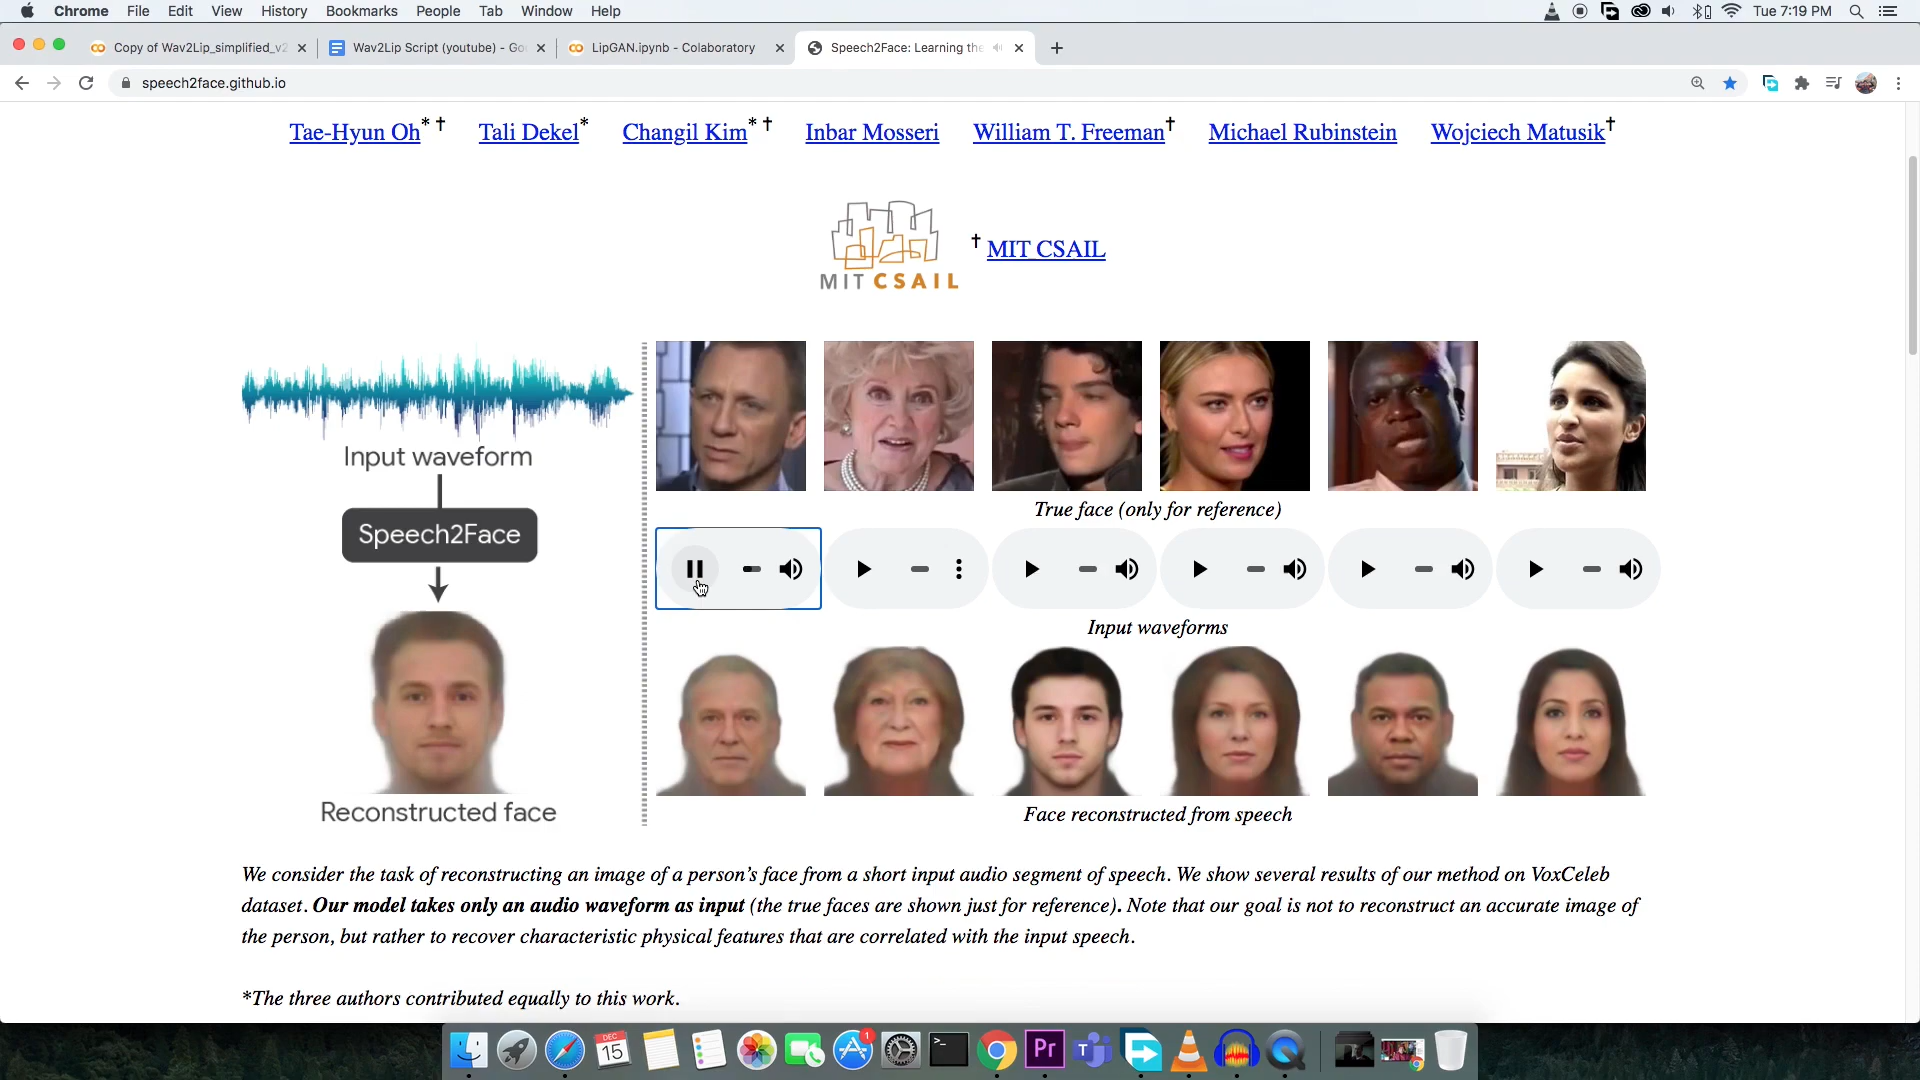 Chrome File Edit View History Bookmarks People Tab Window Help Tue 7:19 PM
Copy of Wav2Lip_simplified_v2 Wav2Lip Script (youtube) - Go LipGAN.ipynb - Colaboratory Speech2Face: Learning the
speech2face.github.io
Tae-Hyun Oh*† Tali Dekel* Changil Kim*† Inbar Mosseri William T. Freeman† Michael Rubinstein Wojciech Matusik†
MIT CSAIL
† MIT CSAIL
Input waveform
Speech2Face
Reconstructed face
True face (only for reference)
Input waveforms
Face reconstructed from speech
We consider the task of reconstructing an image of a person's face from a short input audio segment of speech. We show several results of our method on VoxCeleb
dataset. Our model takes only an audio waveform as input (the true faces are shown just for reference). Note that our goal is not to reconstruct an accurate image of
the person, but rather to recover characteristic physical features that are correlated with the input speech.
*The three authors contributed equally to this work.
DEC
15
1
>_
Pr